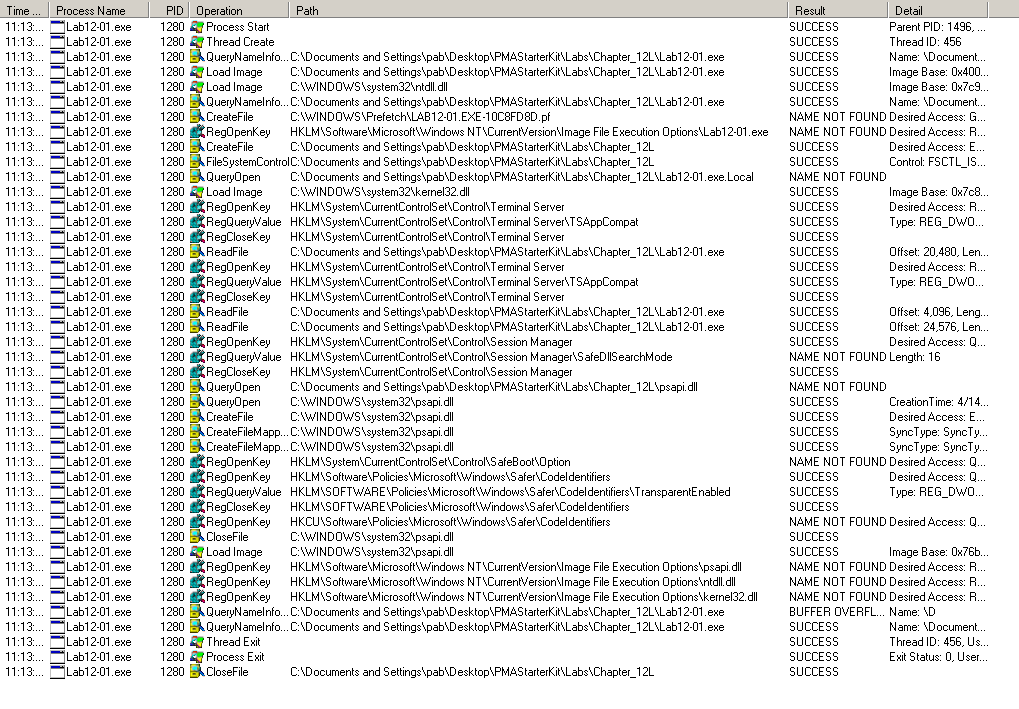 Time ... Process Name PID Operation Path Result Detail
11:13:... Lab12-01.exe 1280 Process Start SUCCESS Parent PID: 1496, ...
11:13:... Lab12-01.exe 1280 Thread Create SUCCESS Thread ID: 456
11:13:... Lab12-01.exe 1280 QueryNameInfo... C:\Documents and Settings\pab\Desktop\PMAStarterKit\Labs\Chapter_12L\Lab12-01.exe SUCCESS Name: \Document...
11:13:... Lab12-01.exe 1280 Load Image C:\Documents and Settings\pab\Desktop\PMAStarterKit\Labs\Chapter_12L\Lab12-01.exe SUCCESS Image Base: 0x400...
11:13:... Lab12-01.exe 1280 Load Image C:\WINDOWS\system32\ntdll.dll SUCCESS Image Base: 0x7c9...
11:13:... Lab12-01.exe 1280 QueryNameInfo... C:\Documents and Settings\pab\Desktop\PMAStarterKit\Labs\Chapter_12L\Lab12-01.exe SUCCESS Name: \Document...
11:13:... Lab12-01.exe 1280 CreateFile C:\WINDOWS\Prefetch\LAB12-01.EXE-10C8FD8D.pf NAME NOT FOUND Desired Access: G...
11:13:... Lab12-01.exe 1280 RegOpenKey HKLM\Software\Microsoft\Windows NT\CurrentVersion\Image File Execution Options\Lab12-01.exe NAME NOT FOUND Desired Access: R...
11:13:... Lab12-01.exe 1280 CreateFile C:\Documents and Settings\pab\Desktop\PMAStarterKit\Labs\Chapter_12L SUCCESS Desired Access: E...
11:13:... Lab12-01.exe 1280 FileSystemControl C:\Documents and Settings\pab\Desktop\PMAStarterKit\Labs\Chapter_12L SUCCESS Control: FSCTL_IS...
11:13:... Lab12-01.exe 1280 QueryOpen C:\Documents and Settings\pab\Desktop\PMAStarterKit\Labs\Chapter_12L\Lab12-01.exe.Local NAME NOT FOUND
11:13:... Lab12-01.exe 1280 Load Image C:\WINDOWS\system32\kernel32.dll SUCCESS Image Base: 0x7c8...
11:13:... Lab12-01.exe 1280 RegOpenKey HKLM\System\CurrentControlSet\Control\Terminal Server SUCCESS Desired Access: R...
11:13:... Lab12-01.exe 1280 RegQueryValue HKLM\System\CurrentControlSet\Control\Terminal Server\TSAppCompat SUCCESS Type: REG_DWO...
11:13:... Lab12-01.exe 1280 RegCloseKey HKLM\System\CurrentControlSet\Control\Terminal Server SUCCESS
11:13:... Lab12-01.exe 1280 ReadFile C:\Documents and Settings\pab\Desktop\PMAStarterKit\Labs\Chapter_12L\Lab12-01.exe SUCCESS Offset: 20,480, Len...
11:13:... Lab12-01.exe 1280 RegOpenKey HKLM\System\CurrentControlSet\Control\Terminal Server SUCCESS Desired Access: R...
11:13:... Lab12-01.exe 1280 RegQueryValue HKLM\System\CurrentControlSet\Control\Terminal Server\TSAppCompat SUCCESS Type: REG_DWO...
11:13:... Lab12-01.exe 1280 RegCloseKey HKLM\System\CurrentControlSet\Control\Terminal Server SUCCESS
11:13:... Lab12-01.exe 1280 ReadFile C:\Documents and Settings\pab\Desktop\PMAStarterKit\Labs\Chapter_12L\Lab12-01.exe SUCCESS Offset: 4,096, Leng...
11:13:... Lab12-01.exe 1280 ReadFile C:\Documents and Settings\pab\Desktop\PMAStarterKit\Labs\Chapter_12L\Lab12-01.exe SUCCESS Offset: 24,576, Len...
11:13:... Lab12-01.exe 1280 RegOpenKey HKLM\System\CurrentControlSet\Control\Session Manager SUCCESS Desired Access: Q...
11:13:... Lab12-01.exe 1280 RegQueryValue HKLM\System\CurrentControlSet\Control\Session Manager\SafeDllSearchMode NAME NOT FOUND Length: 16
11:13:... Lab12-01.exe 1280 RegCloseKey HKLM\System\CurrentControlSet\Control\Session Manager SUCCESS
11:13:... Lab12-01.exe 1280 QueryOpen C:\Documents and Settings\pab\Desktop\PMAStarterKit\Labs\Chapter_12L\psapi.dll NAME NOT FOUND
11:13:... Lab12-01.exe 1280 QueryOpen C:\WINDOWS\system32\psapi.dll SUCCESS CreationTime: 4/14...
11:13:... Lab12-01.exe 1280 CreateFile C:\WINDOWS\system32\psapi.dll SUCCESS Desired Access: E...
11:13:... Lab12-01.exe 1280 CreateFileMapp... C:\WINDOWS\system32\psapi.dll SUCCESS SyncType: SyncTy...
11:13:... Lab12-01.exe 1280 CreateFileMapp... C:\WINDOWS\system32\psapi.dll SUCCESS SyncType: SyncTy...
11:13:... Lab12-01.exe 1280 RegOpenKey HKLM\System\CurrentControlSet\Control\SafeBoot\Option NAME NOT FOUND Desired Access: Q...
11:13:... Lab12-01.exe 1280 RegOpenKey HKLM\Software\Policies\Microsoft\Windows\Safer\CodeIdentifiers SUCCESS Desired Access: Q...
11:13:... Lab12-01.exe 1280 RegQueryValue HKLM\SOFTWARE\Policies\Microsoft\Windows\Safer\CodeIdentifiers\TransparentEnabled SUCCESS Type: REG_DWO...
11:13:... Lab12-01.exe 1280 RegCloseKey HKLM\SOFTWARE\Policies\Microsoft\Windows\Safer\CodeIdentifiers SUCCESS
11:13:... Lab12-01.exe 1280 RegOpenKey HKCU\Software\Policies\Microsoft\Windows\Safer\CodeIdentifiers NAME NOT FOUND Desired Access: Q...
11:13:... Lab12-01.exe 1280 CloseFile C:\WINDOWS\system32\psapi.dll SUCCESS
11:13:... Lab12-01.exe 1280 Load Image C:\WINDOWS\system32\psapi.dll SUCCESS Image Base: 0x76b...
11:13:... Lab12-01.exe 1280 RegOpenKey HKLM\Software\Microsoft\Windows NT\CurrentVersion\Image File Execution Options\psapi.dll NAME NOT FOUND Desired Access: R...
11:13:... Lab12-01.exe 1280 RegOpenKey HKLM\Software\Microsoft\Windows NT\CurrentVersion\Image File Execution Options\ntdll.dll NAME NOT FOUND Desired Access: R...
11:13:... Lab12-01.exe 1280 RegOpenKey HKLM\Software\Microsoft\Windows NT\CurrentVersion\Image File Execution Options\kernel32.dll NAME NOT FOUND Desired Access: R...
11:13:... Lab12-01.exe 1280 QueryNameInfo... C:\Documents and Settings\pab\Desktop\PMAStarterKit\Labs\Chapter_12L\Lab12-01.exe BUFFER OVERFL... Name: \D
11:13:... Lab12-01.exe 1280 QueryNameInfo... C:\Documents and Settings\pab\Desktop\PMAStarterKit\Labs\Chapter_12L\Lab12-01.exe SUCCESS Name: \Document...
11:13:... Lab12-01.exe 1280 Thread Exit SUCCESS Thread ID: 456, Us...
11:13:... Lab12-01.exe 1280 Process Exit SUCCESS Exit Status: 0, User...
11:13:... Lab12-01.exe 1280 CloseFile C:\Documents and Settings\pab\Desktop\PMAStarterKit\Labs\Chapter_12L SUCCESS